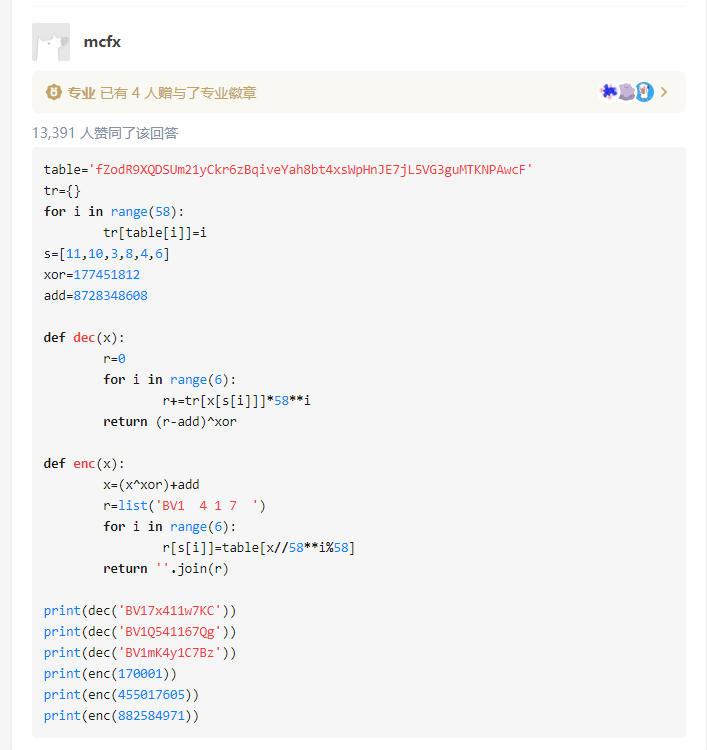 mcfx
专业 已有 4 人赠与了专业徽章
13,391 人赞同了该回答
table='fZodR9XQDSUm21yCkr6zBqiveYah8bt4xsWpHnJE7jL5VG3guMTKNPAwcF'
tr={}
for i in range(58):
        tr[table[i]]=i
s=[11,10,3,8,4,6]
xor=177451812
add=8728348608

def dec(x):
        r=0
        for i in range(6):
                r+=tr[x[s[i]]]*58**i
        return (r-add)^xor

def enc(x):
        x=(x^xor)+add
        r=list('BV1  4 1 7  ')
        for i in range(6):
                r[s[i]]=table[x//58**i%58]
        return ''.join(r)

print(dec('BV17x411w7KC'))
print(dec('BV1Q541167Qg'))
print(dec('BV1mK4y1C7Bz'))
print(enc(170001))
print(enc(455017605))
print(enc(882584971))